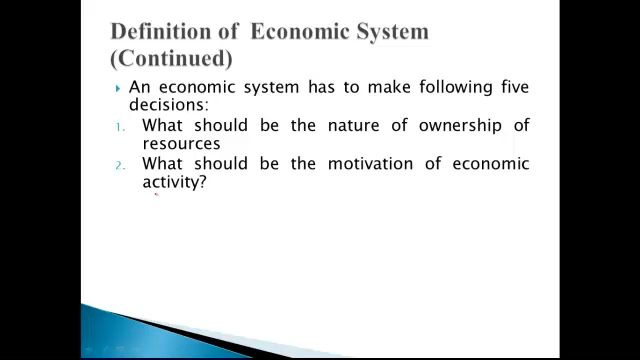 Definition of Economic System
(Continued)
An economic system has to make following five
decisions:
1. What should be the nature of ownership of
resources
2. What should be the motivation of economic
activity?